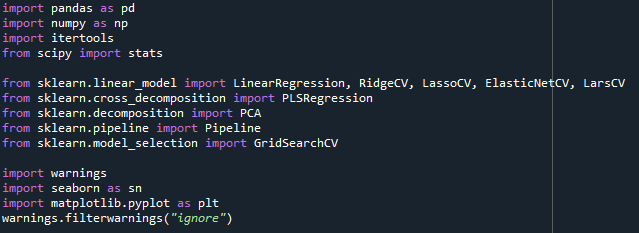 import pandas as pd
import numpy as np
import itertools
from scipy import stats
from sklearn.linear_model import LinearRegression, RidgeCV, LassoCV, ElasticNetCV, LarsCV
from sklearn.cross_decomposition import PLSRegression
from sklearn.decomposition import PCA
from sklearn.pipeline import Pipeline
from sklearn.model_selection import GridSearchCV
import warnings
import seaborn as sn
import matplotlib.pyplot as plt
warnings.filterwarnings("ignore")